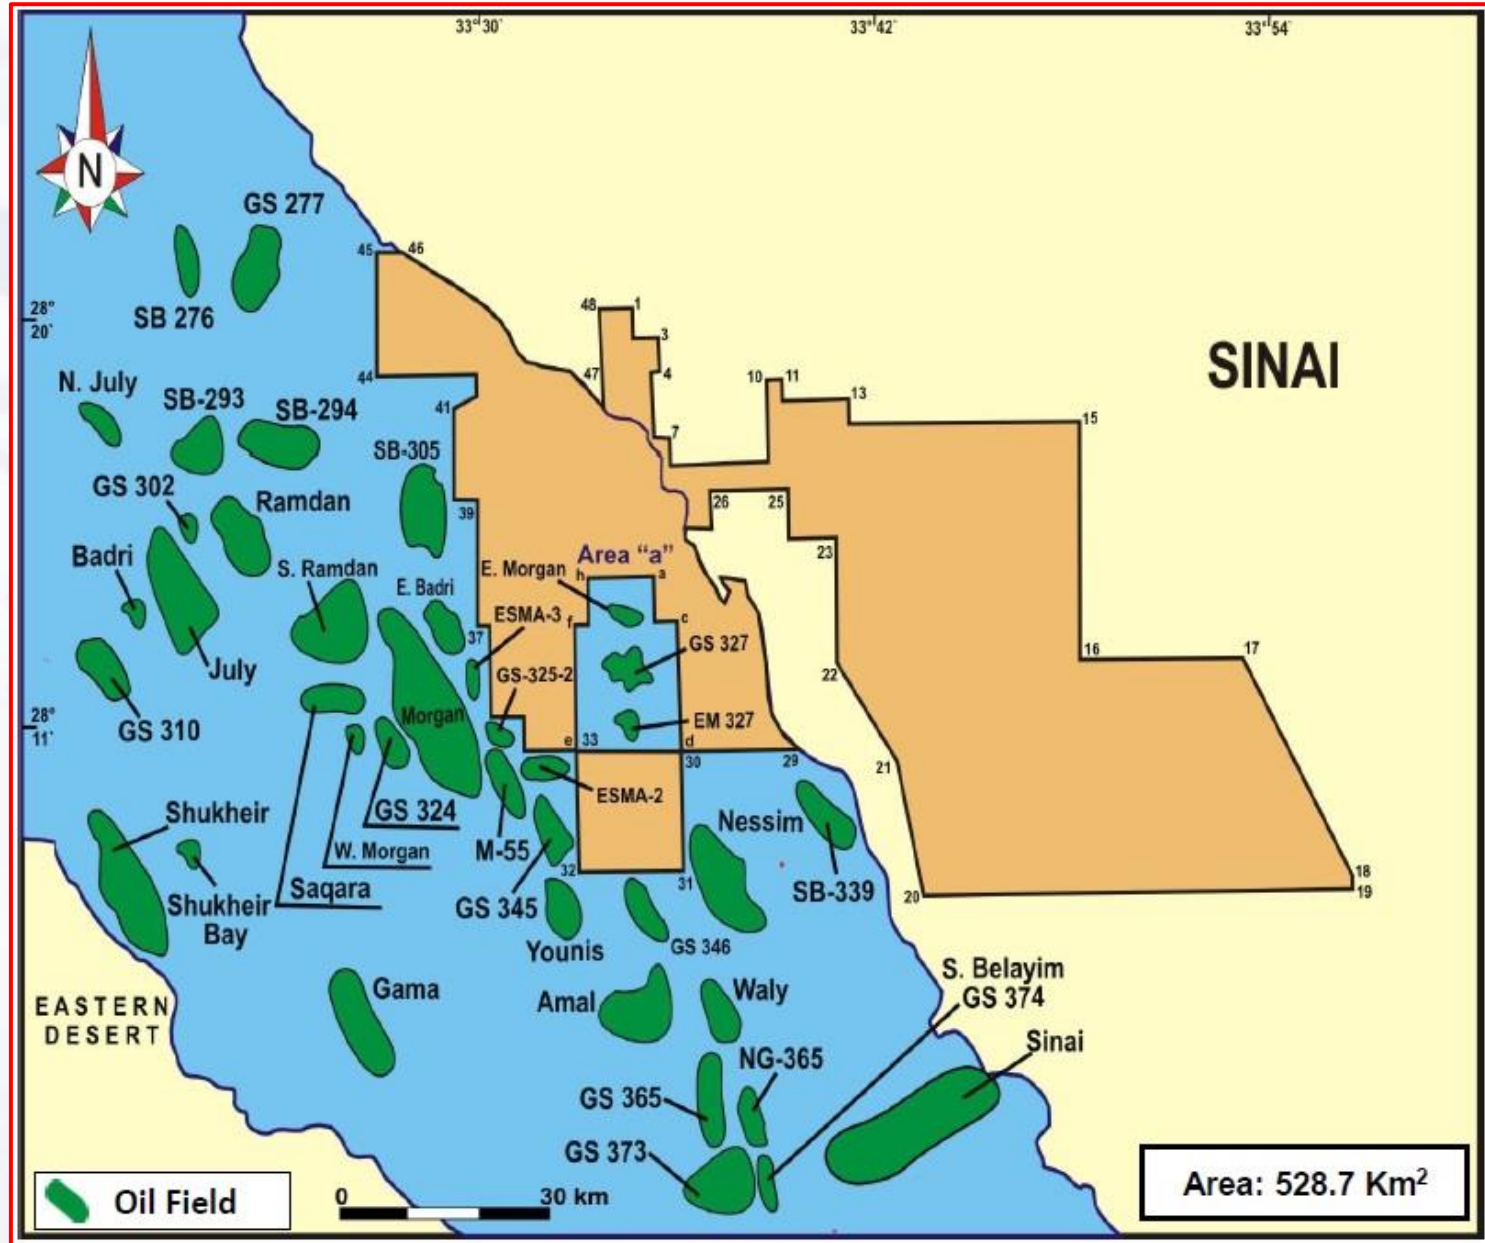 33° 30'
33° 42'
33° 54'
N
GS 277
SB 276
28°
20'
45
46
48
1
3
4
7
47
44
41
10
11
13
15
SINAI
N. July
SB-293
SB-294
SB-305
GS 302
Ramdan
39
26
25
23
Badri
S. Ramdan
E. Badri
Area "a"
E. Morgan
h
a
ESMA-3
f
c
37
GS 327
GS-325-2
July
16
17
22
GS 310
28°
11'
Morgan
EM 327
e
33
d
30
29
21
ESMA-2
Shukheir
GS 324
W. Morgan
M-55
Nessim
Saqara
Shukheir
Bay
GS 345
32
31
SB-339
20
18
19
Younis
GS 346
EASTERN
DESERT
Gama
Amal
Waly
S. Belayim
GS 374
Sinai
NG-365
GS 365
GS 373
Oil Field
0
30 km
Area: 528.7 Km²